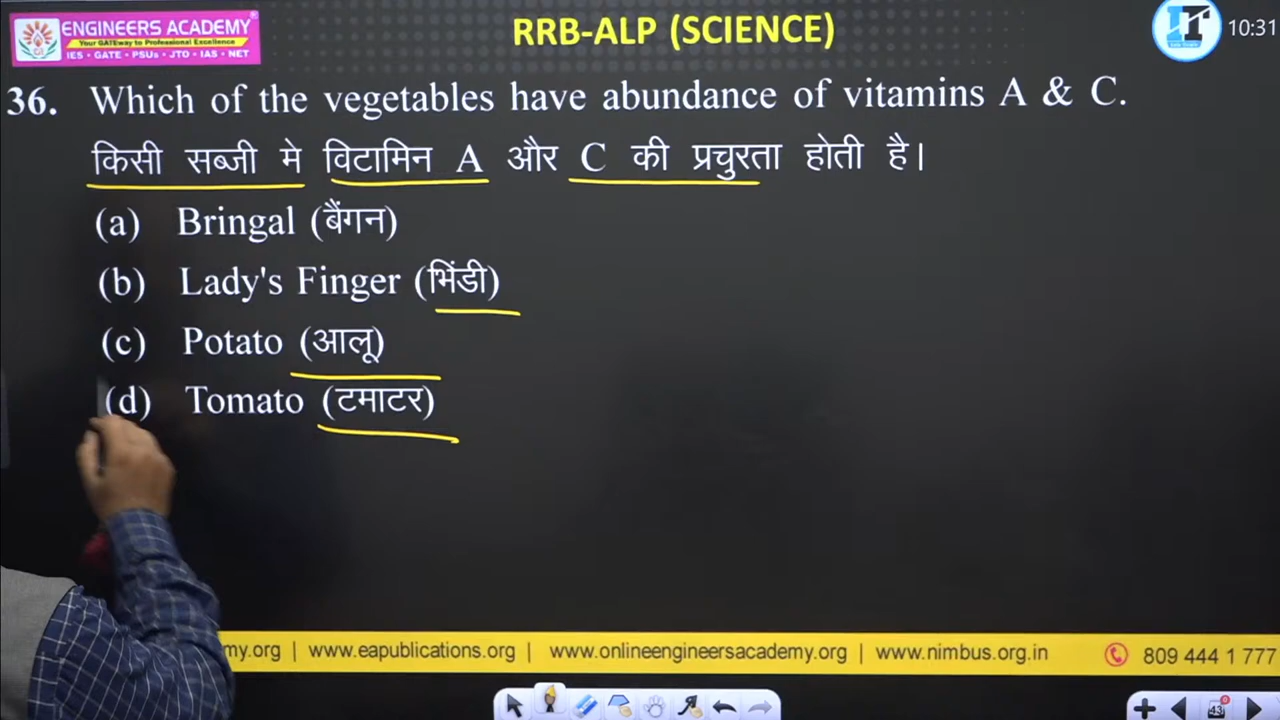 ENGINEERS ACADEMY
Your GATEway to Professional Excellence
IES • GATE • PSUs • JTO • IAS • NET
RRB-ALP (SCIENCE)
10:31
36. Which of the vegetables have abundance of vitamins A & C.
किसी सब्जी मे विटामिन A और C की प्रचुरता होती है।
(a) Bringal (बैंगन)
(b) Lady's Finger (भिंडी)
(c) Potato (आलू)
(d) Tomato (टमाटर)
my.org | www.eapublications.org | www.onlineengineersacademy.org | www.nimbus.org.in 809 444 1 777
43